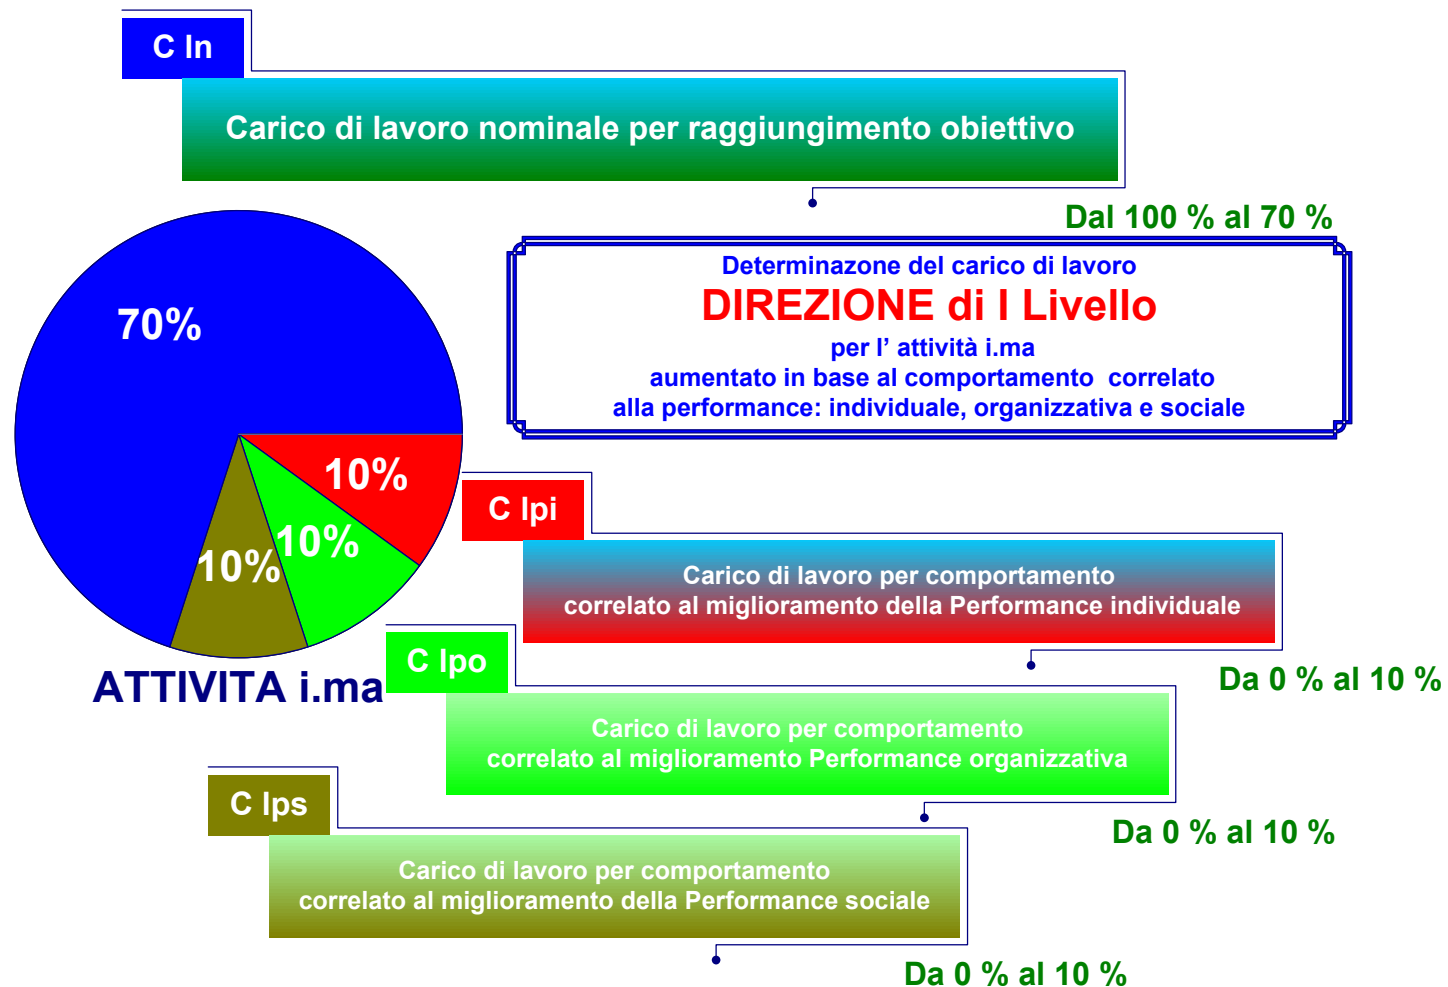 C ln
Carico di lavoro nominale per raggiungimento obiettivo
Dal 100 % al 70 %
Determinazone del carico di lavoro
DIREZIONE di I Livello
per l’ attività i.ma
aumentato in base al comportamento correlato
alla performance: individuale, organizzativa e sociale
70%
10%
10%
10%
ATTIVITA i.ma
C lpi
Carico di lavoro per comportamento
correlato al miglioramento della Performance individuale
Da 0 % al 10 %
C lpo
Carico di lavoro per comportamento
correlato al miglioramento Performance organizzativa
Da 0 % al 10 %
C lps
Carico di lavoro per comportamento
correlato al miglioramento della Performance sociale
Da 0 % al 10 %